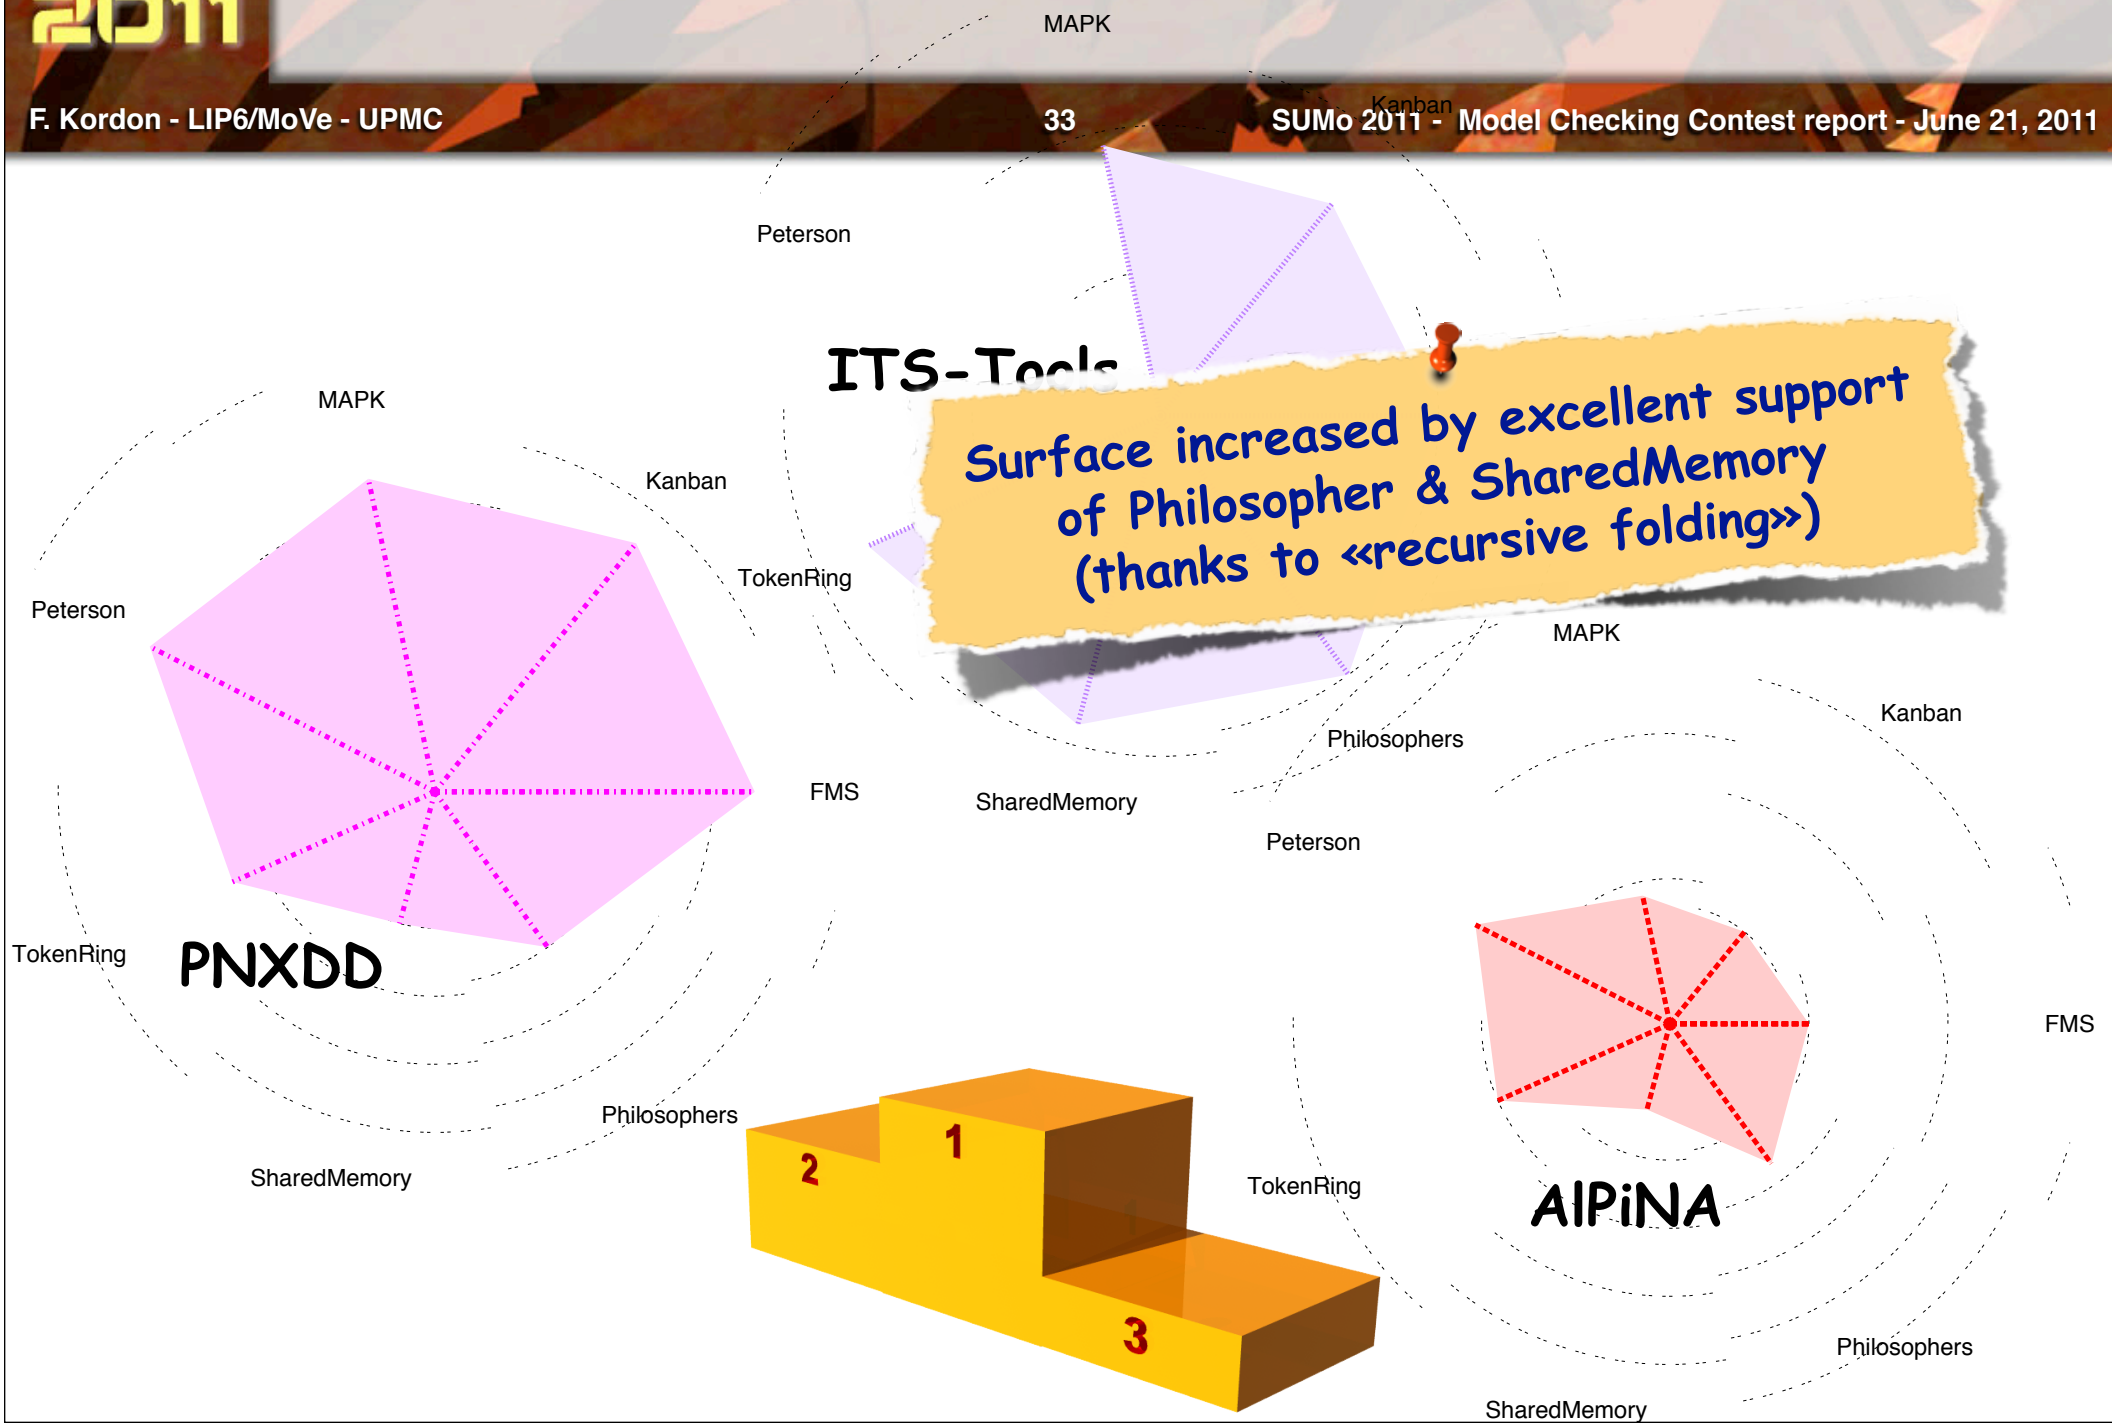 2011
MAPK
F. Kordon - LIP6/MoVe - UPMC
33
SUMo 2011 - Model Checking Contest report - June 21, 2011
Kanban
Peterson
ITS-Tools
Surface increased by excellent support
of Philosopher & SharedMemory
(thanks to «recursive folding»)
MAPK
Kanban
TokenRing
Peterson
MAPK
Kanban
Philosophers
FMS
SharedMemory
Peterson
TokenRing
PNXDD
FMS
Philosophers
SharedMemory
1
2
3
TokenRing
AlPiNA
Philosophers
SharedMemory